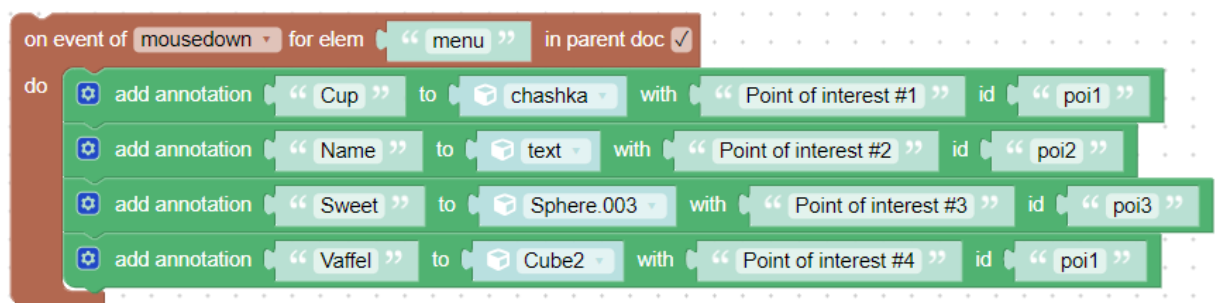 on event of mousedown for elem “ menu ” in parent doc
do add annotation “ Cup ” to chashka with “ Point of interest #1 ” id “ poi1 ”
add annotation “ Name ” to text with “ Point of interest #2 ” id “ poi2 ”
add annotation “ Sweet ” to Sphere.003 with “ Point of interest #3 ” id “ poi3 ”
add annotation “ Vaffel ” to Cube2 with “ Point of interest #4 ” id “ poi1 ”